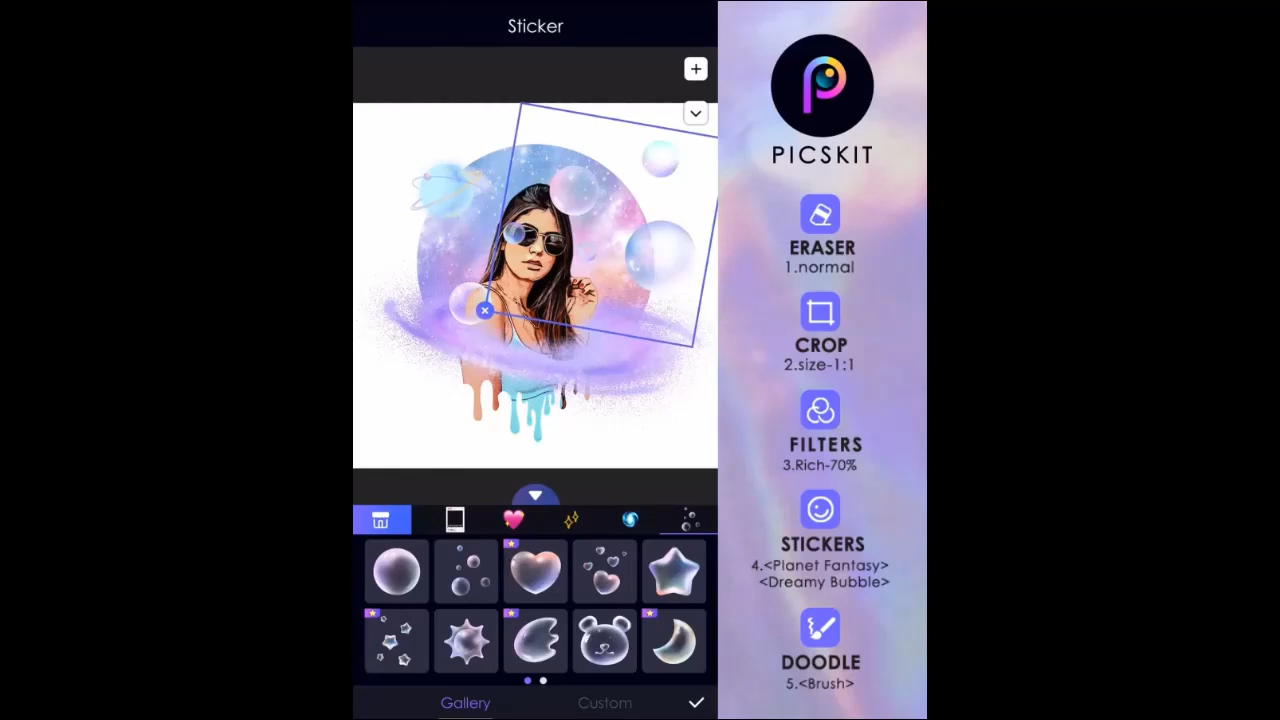 Sticker
PICSKIT
ERASER
1.normal
CROP
2.size-1:1
FILTERS
3.Rich-70%
STICKERS
4.<Planet Fantasy>
<Dreamy Bubble>
DOODLE
5.<Brush>
Gallery
Custom